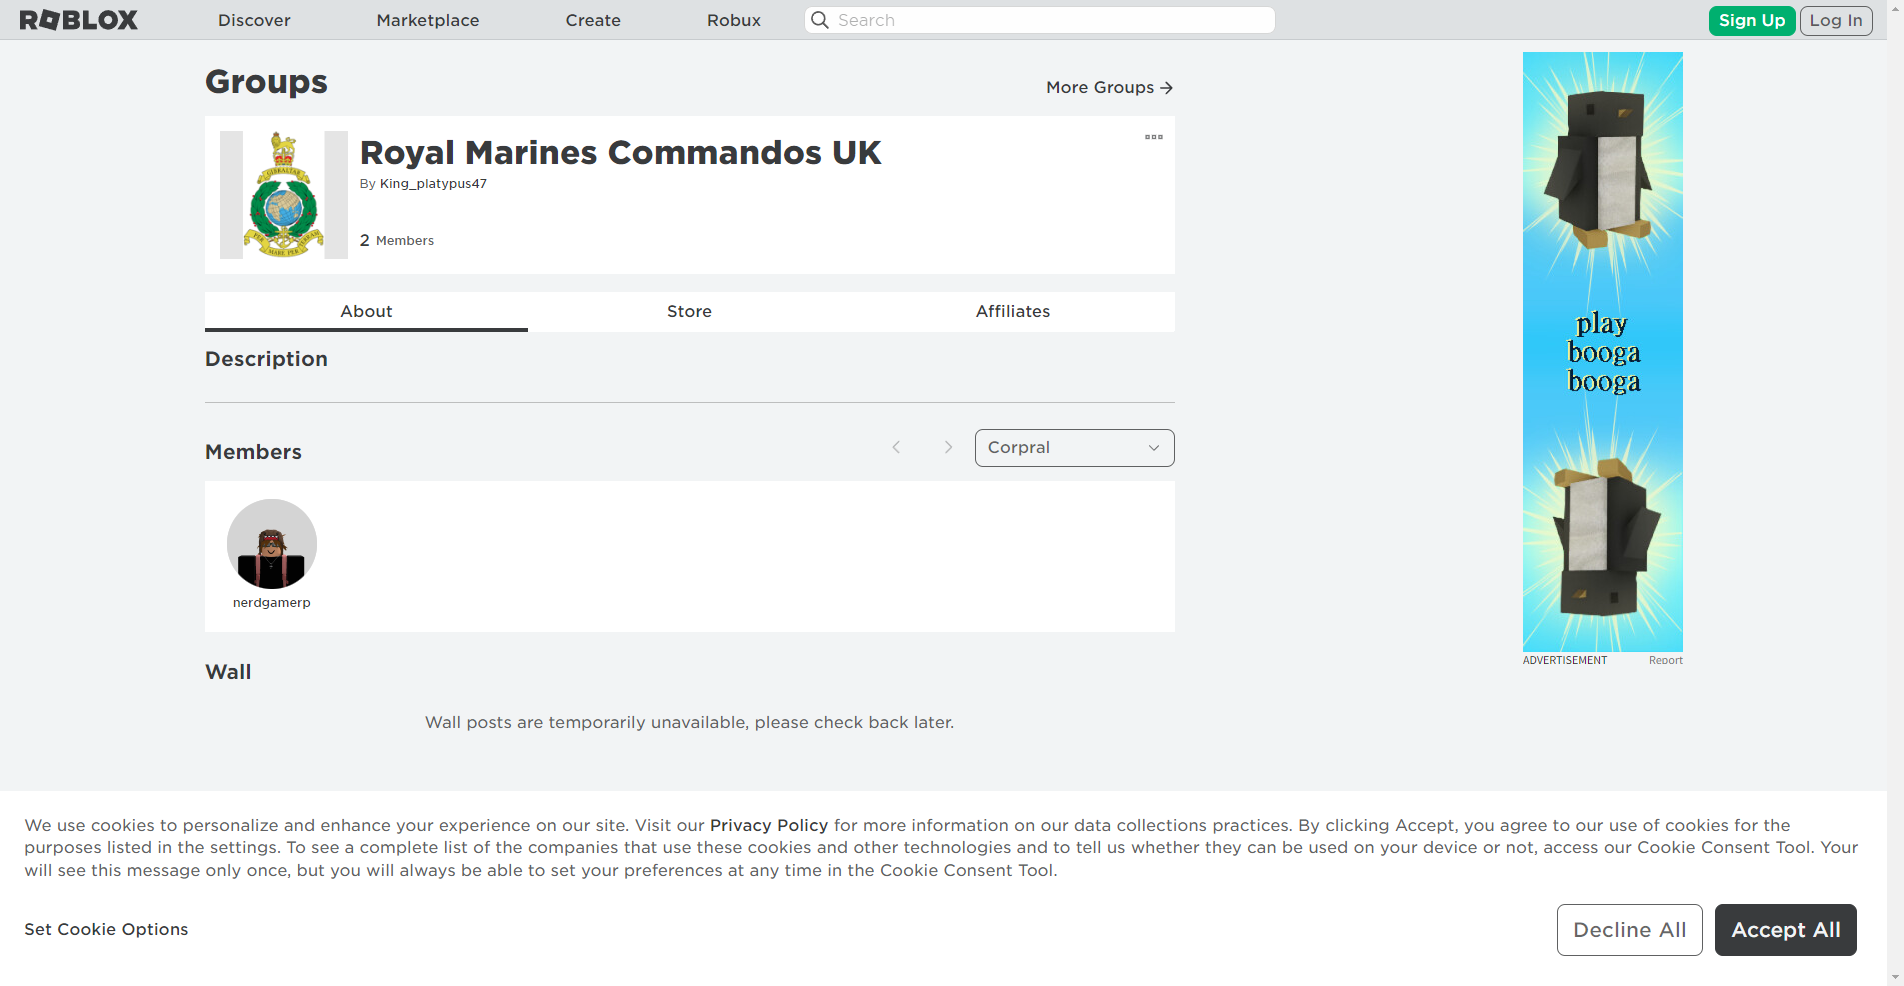 ROBLOX
Discover
Marketplace
Create
Robux
Search
Sign Up
Log In
Groups
More Groups
GIBRALTAR
PER MARE PER TERRAM
Royal Marines Commandos UK
By King_platypus47
2 Members
About
Store
Affiliates
Description
Members
Corpral
nerdgamerp
Wall
Wall posts are temporarily unavailable, please check back later.
play
booga
booga
ADVERTISEMENT
Report
We use cookies to personalize and enhance your experience on our site. Visit our Privacy Policy for more information on our data collections practices. By clicking Accept, you agree to our use of cookies for the
purposes listed in the settings. To see a complete list of the companies that use these cookies and other technologies and to tell us whether they can be used on your device or not, access our Cookie Consent Tool. Your
will see this message only once, but you will always be able to set your preferences at any time in the Cookie Consent Tool.
Set Cookie Options
Decline All
Accept All